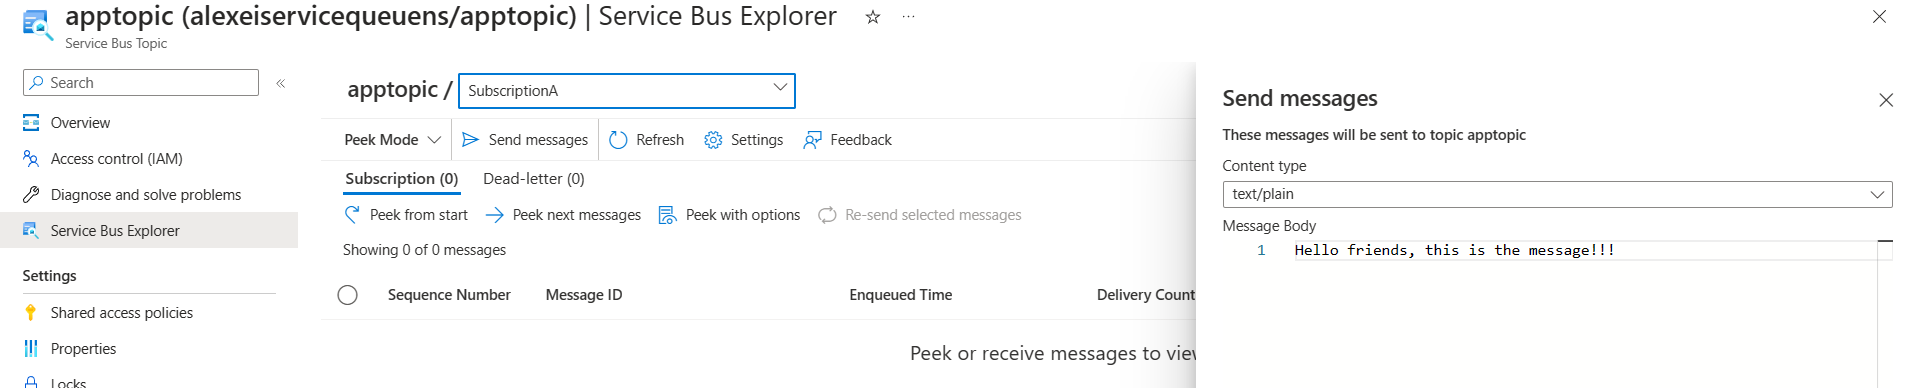 apptopic (alexeiservicequeuens/apptopic) | Service Bus Explorer
Service Bus Topic
Search
Overview
Access control (IAM)
Diagnose and solve problems
Service Bus Explorer
Settings
Shared access policies
Properties
Locks
apptopic / SubscriptionA
Peek Mode Send messages Refresh Settings Feedback
Subscription (0) Dead-letter (0)
Peek from start Peek next messages Peek with options Re-send selected messages
Showing 0 of 0 messages
Sequence Number Message ID Enqueued Time Delivery Count
Peek or receive messages to view
Send messages
These messages will be sent to topic apptopic
Content type
text/plain
Message Body
1 Hello friends, this is the message!!!